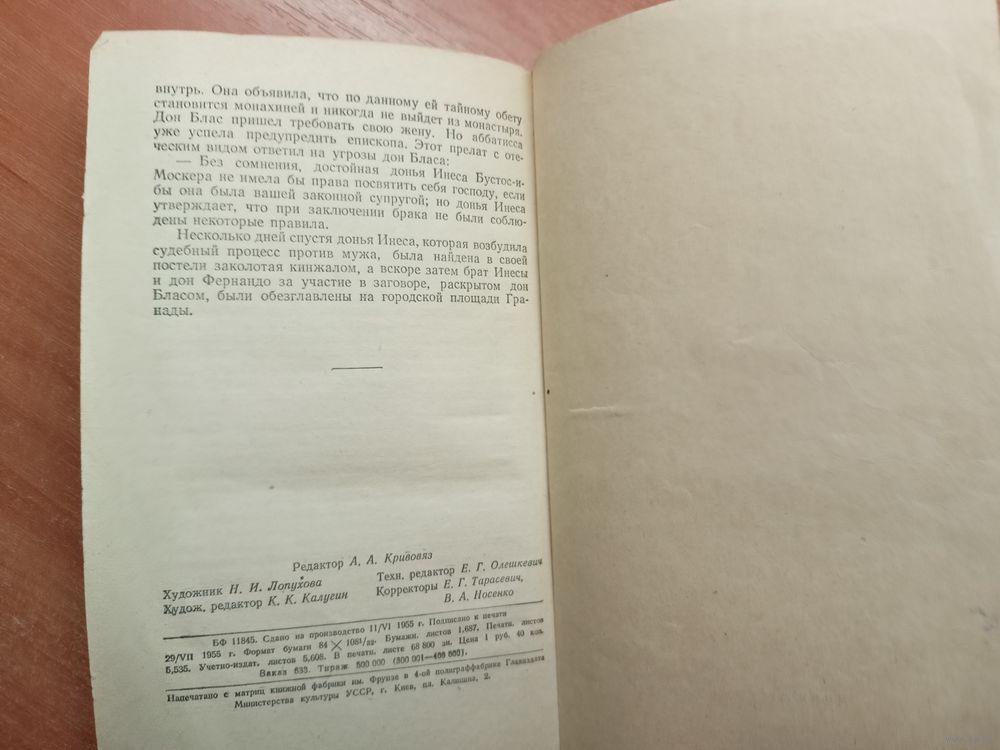 внутрь. Она объявила, что по данному ей тайному обету
становится монахиней и никогда не выйдет из монастыря.
Дон Блас пришел требовать свою жену. Но аббатисса
уже успела предупредить епископа. Этот прелат с оте-
ческим видом ответил на угрозы дон Бласа:
— Без сомнения, достойная донья Инеса Бустос-и-
Москера не имела бы права посвятить себя господу, если
бы она была вашей законной супругой; но донья Инеса
утверждает, что при заключении брака не были соблю-
дены некоторые правила.
Несколько дней спустя донья Инеса, которая возбудила
судебный процесс против мужа, была найдена в своей
постели заколотая кинжалом, а вскоре затем брат Инесы
и дон Фернандо за участие в заговоре, раскрытом дон
Бласом, были обезглавлены на городской площади Гра-
нады.
Редактор А. А. Кривовяз
Художник Н. И. Лопухова
Техн. редактор Е. Г. Олешкевич
Худож. редактор К. К. Калугин
Корректоры Е. Г. Тарасевич,
В. А. Носенко
БФ 11845. Сдано на производство 11/VI 1955 г. Подписано к печати
29/VII 1955 г. Формат бумаги 84 × 108¹/₃₂. Бумажн. листов 1,687. Печатн. листов
5,535. Учетно-издат. листов 5,608. В печатн. листе 68 800 зн. Цена 1 руб. 40 коп.
Заказ 633. Тираж 500 000 (300 001—400 000).
Напечатано с матриц книжной фабрики им. Фрунзе в 4-ой полиграффабрике Главиздата
Министерства культуры УССР, г. Киев, пл. Калинина, 2.